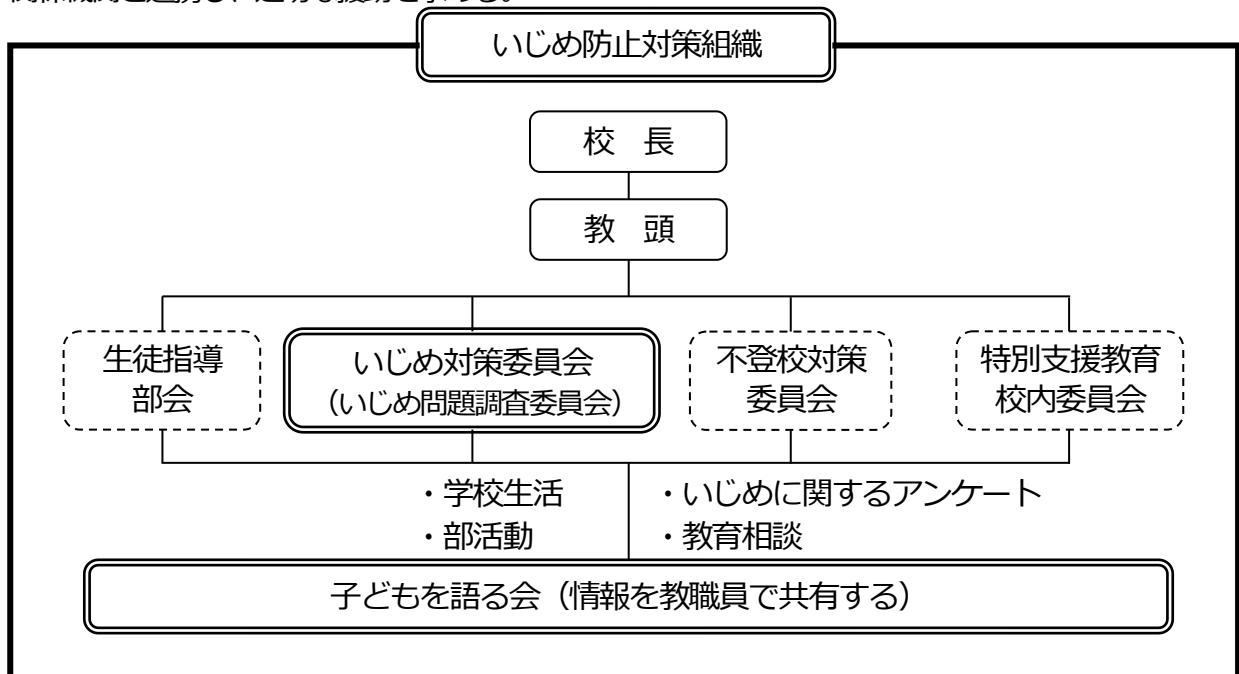 いじめ防止対策組織
校　長
教　頭
生徒指導
部会
いじめ対策委員会
（いじめ問題調査委員会）
不登校対策
委員会
特別支援教育
校内委員会
・学校生活
・部活動
・いじめに関するアンケート
・教育相談
子どもを語る会（情報を教職員で共有する）